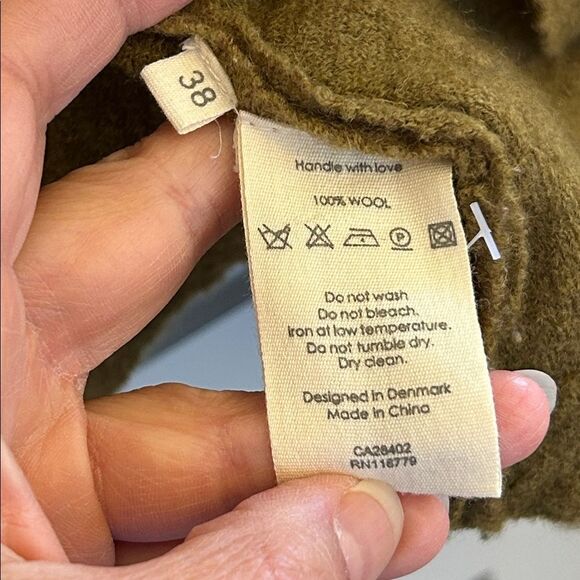 38
Handle with love
100% WOOL
P
Do not wash
Do not bleach.
Iron at low temperature.
Do not tumble dry.
Dry clean.
Designed in Denmark
Made in China
CA28402
RN116779